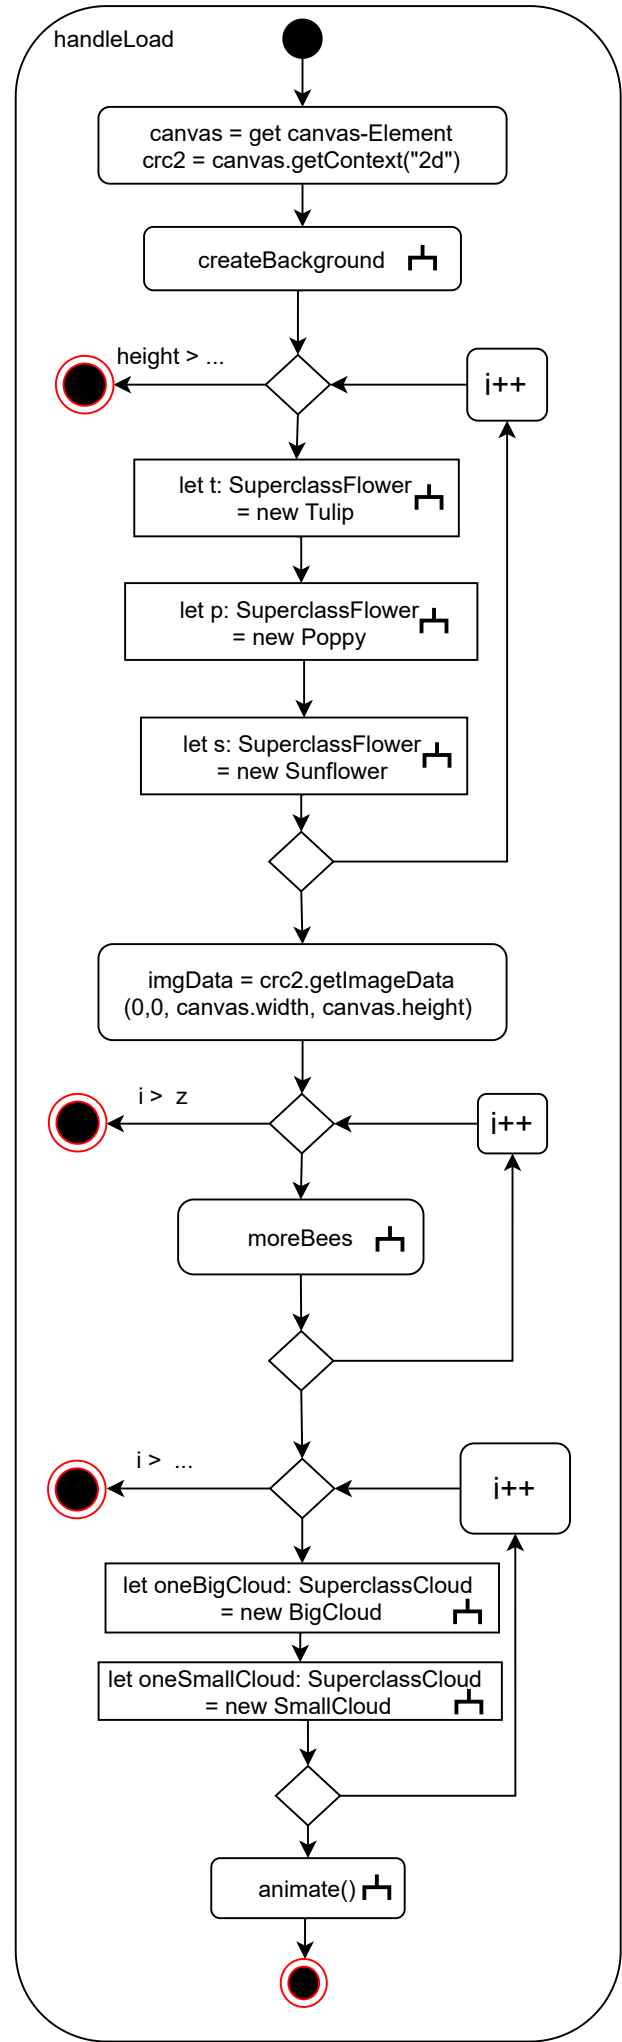 handleLoad
canvas = get canvas-Element
crc2 = canvas.getContext("2d")
createBackground
height > ...
i++
let t: SuperclassFlower
= new Tulip
let p: SuperclassFlower
= new Poppy
let s: SuperclassFlower
= new Sunflower
imgData = crc2.getImageData
(0,0, canvas.width, canvas.height)
i > z
i++
moreBees
i > ...
i++
let oneBigCloud: SuperclassCloud
= new BigCloud
let oneSmallCloud: SuperclassCloud
= new SmallCloud
animate()